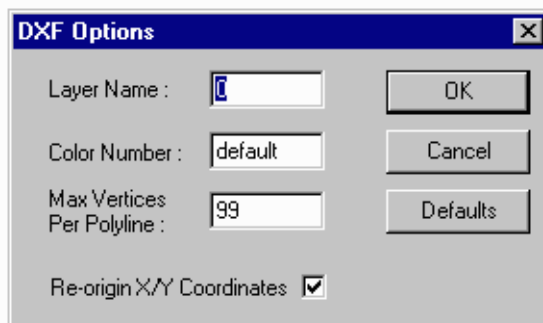 DXF Options
Layer Name : 0 OK
Color Number : default Cancel
Max Vertices
Per Polyline : 99 Defaults
Re-origin X/Y Coordinates